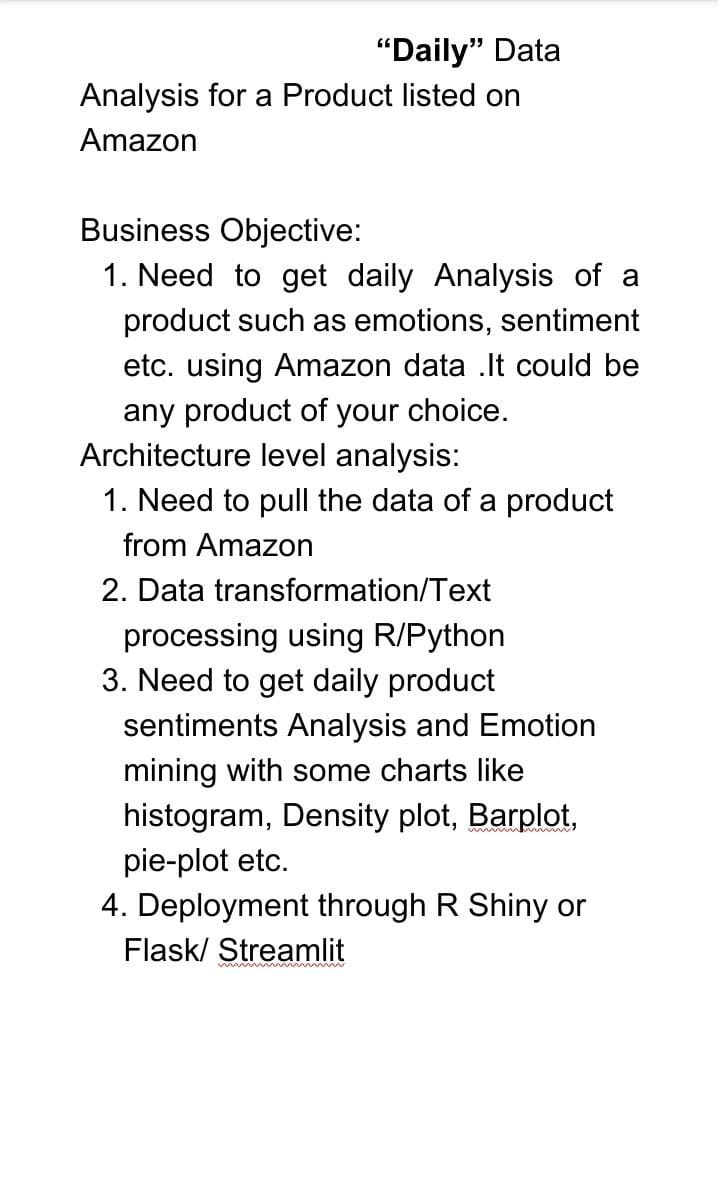 “Daily” Data
Analysis for a Product listed on
Amazon
Business Objective:
1. Need to get daily Analysis of a
product such as emotions, sentiment
etc. using Amazon data .It could be
any product of your choice.
Architecture level analysis:
1. Need to pull the data of a product
from Amazon
2. Data transformation/Text
processing using R/Python
3. Need to get daily product
sentiments Analysis and Emotion
mining with some charts like
histogram, Density plot, Barplot,
pie-plot etc.
4. Deployment through R Shiny or
Flask/ Streamlit